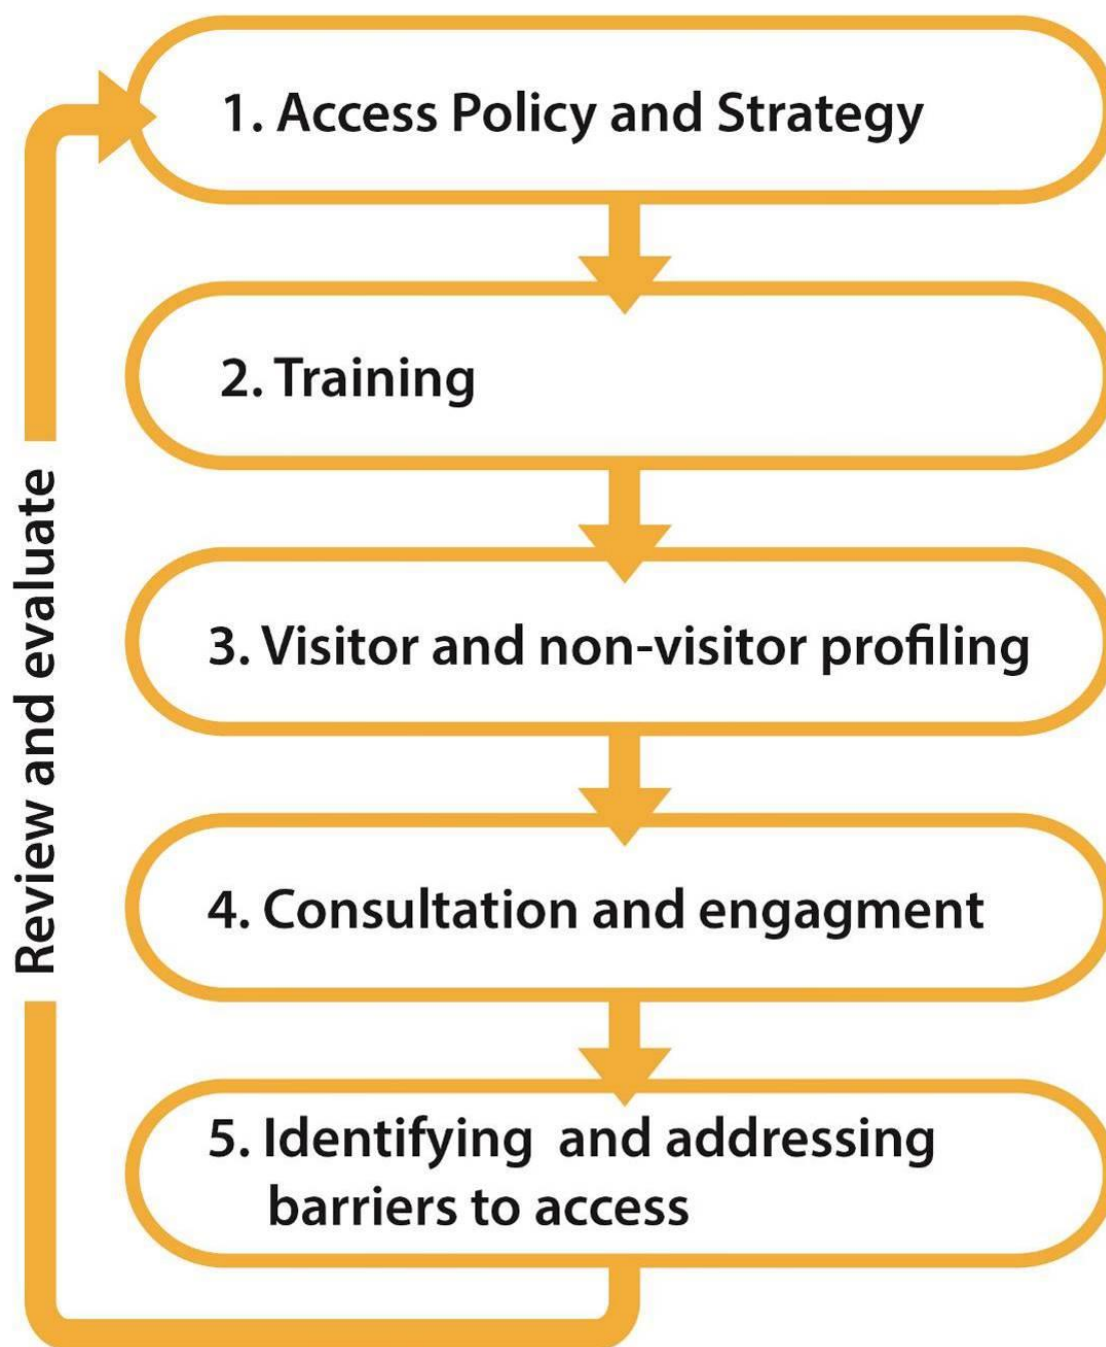 1. Access Policy and Strategy
2. Training
3. Visitor and non-visitor profiling
4. Consultation and engagment
5. Identifying and addressing
barriers to access
Review and evaluate